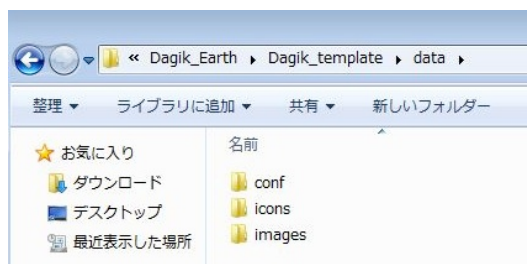 « Dagik_Earth ▸ Dagik_template ▸ data ▸
整理 ▼ ライブラリに追加 ▼ 共有 ▼ 新しいフォルダー
お気に入り
ダウンロード
デスクトップ
最近表示した場所
名前
conf
icons
images